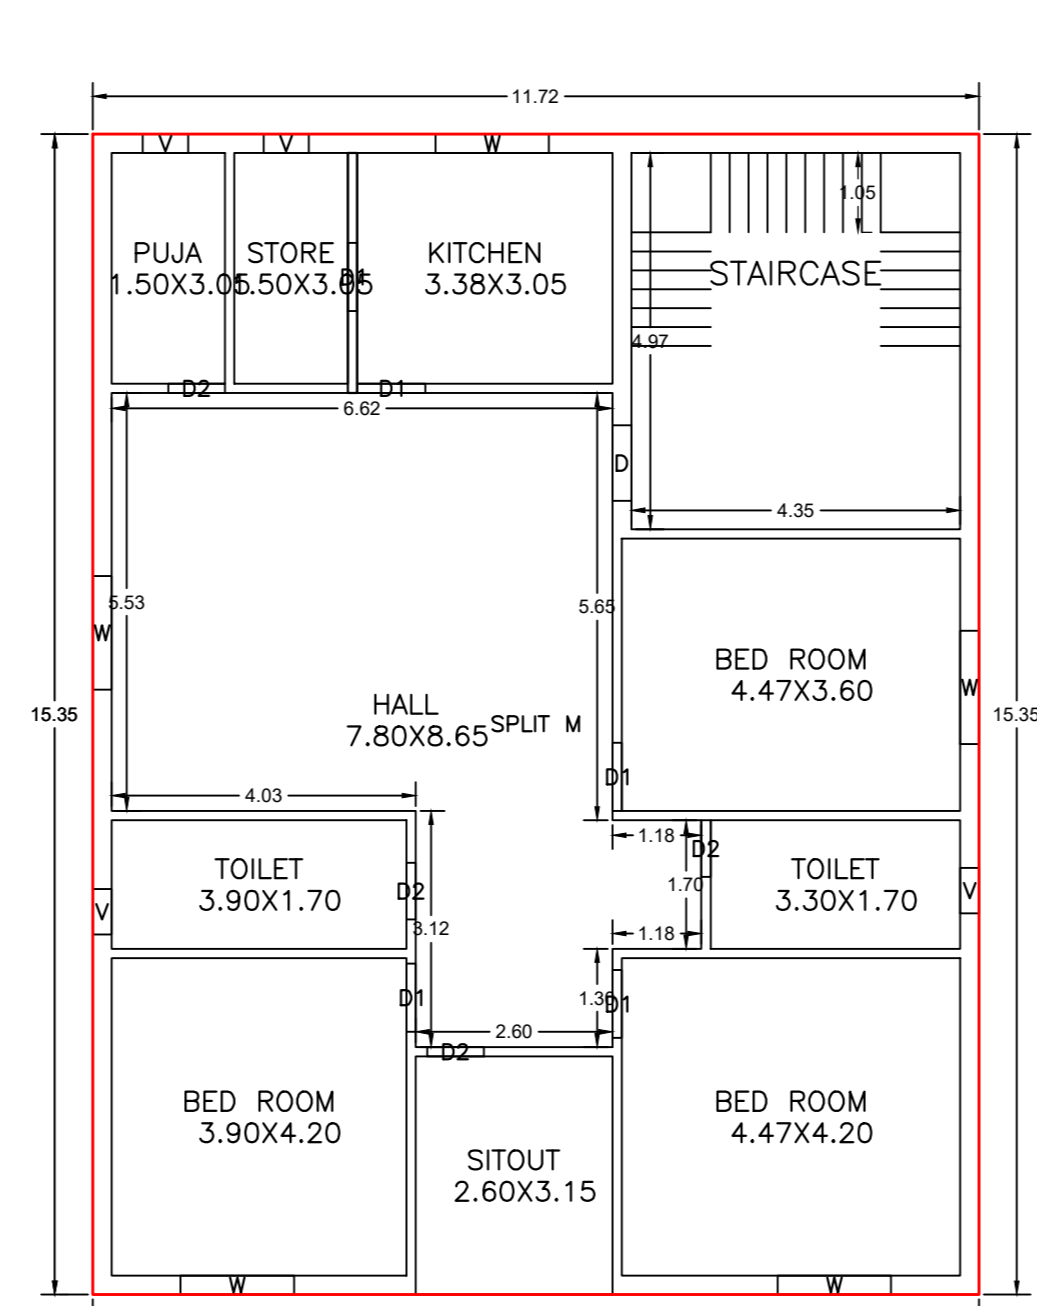 11.72
V
V
W
1.05
PUJA
1.50X3.05
STORE
1.50X3.05
D1
KITCHEN
3.38X3.05
STAIRCASE
4.97
D2
D1
6.62
D
4.35
5.53
5.65
W
BED ROOM
4.47X3.60
W
HALL
7.80X8.65
SPLIT M
15.35
15.35
D1
4.03
1.18
D2
TOILET
3.90X1.70
D2
1.70
TOILET
3.30X1.70
V
V
3.12
1.18
D1
D1
2.60
D2
BED ROOM
3.90X4.20
BED ROOM
4.47X4.20
SITOUT
2.60X3.15
W
W